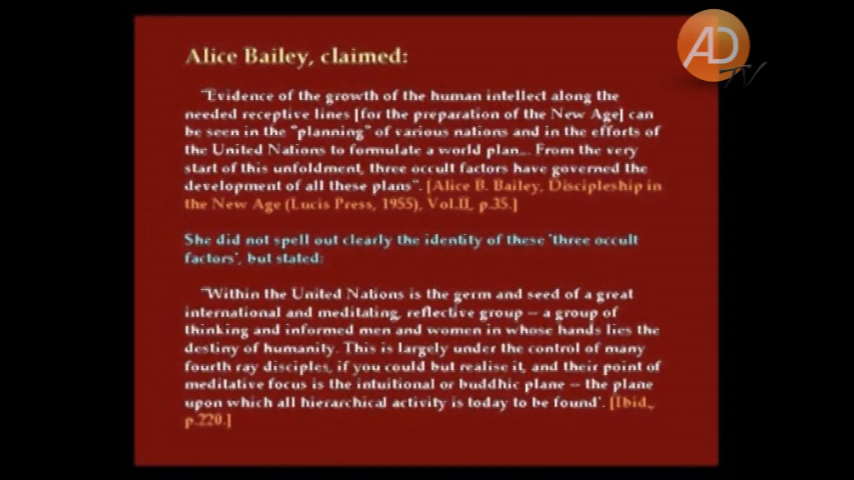 Alice Bailey, claimed:
AD
TV
"Evidence of the growth of the human intellect along the
needed receptive lines [for the preparation of the New Age] can
be seen in the "planning" of various nations and in the efforts of
the United Nations to formulate a world plan... From the very
start of this unfoldment, three occult factors have governed the
development of all these plans". [Alice B. Bailey, Discipleship in
the New Age (Lucis Press, 1955), Vol.II, p.35.]
She did not spell out clearly the identity of these 'three occult
factors', but stated:
"Within the United Nations is the germ and seed of a great
international and meditating, reflective group – a group of
thinking and informed men and women in whose hands lies the
destiny of humanity. This is largely under the control of many
fourth ray disciples, if you could but realise it, and their point of
meditative focus is the intuitional or buddhic plane – the plane
upon which all hierarchical activity is today to be found'. [Ibid.,
p.220.]